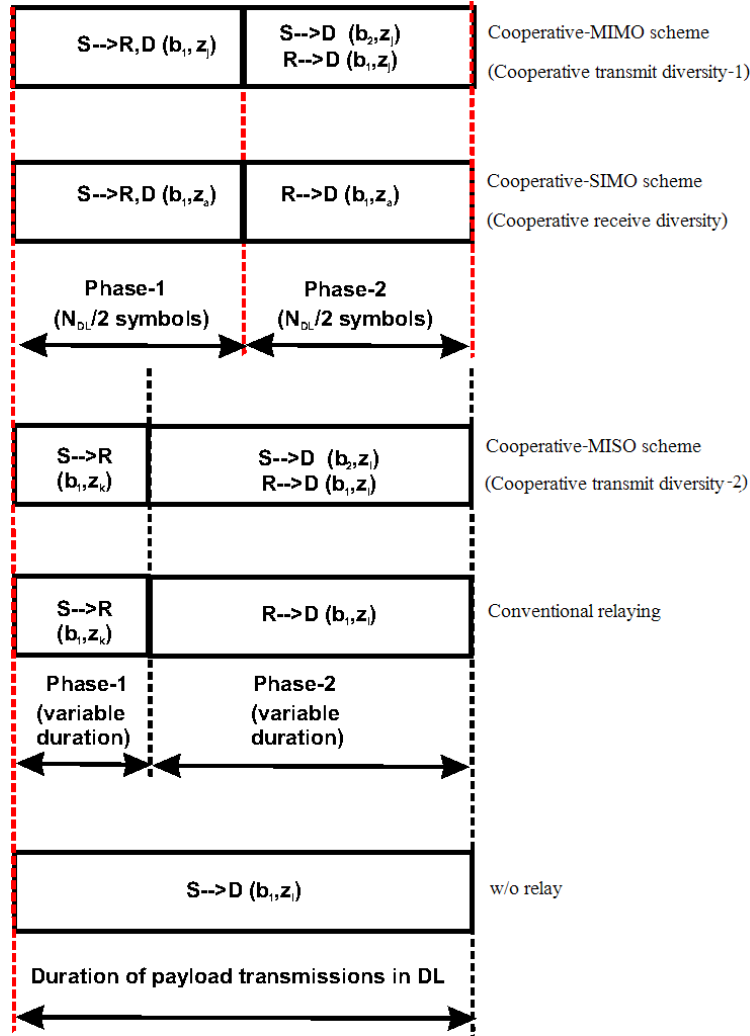 S-->R,D (b₁, zⱼ)
S-->D (b₂,zⱼ)
R-->D (b₁,zⱼ)
Cooperative-MIMO scheme
(Cooperative transmit diversity-1)
S-->R,D (b₁,zₐ)
R-->D (b₁,zₐ)
Cooperative-SIMO scheme
(Cooperative receive diversity)
Phase-1
(N_DL/2 symbols)
Phase-2
(N_DL/2 symbols)
S-->R
(b₁,zₖ)
S-->D (b₂,zₗ)
R-->D (b₁,zₗ)
Cooperative-MISO scheme
(Cooperative transmit diversity-2)
S-->R
(b₁,zₖ)
R-->D (b₁,zₗ)
Conventional relaying
Phase-1
(variable
duration)
Phase-2
(variable
duration)
S-->D (b₁,zₗ)
w/o relay
Duration of payload transmissions in DL